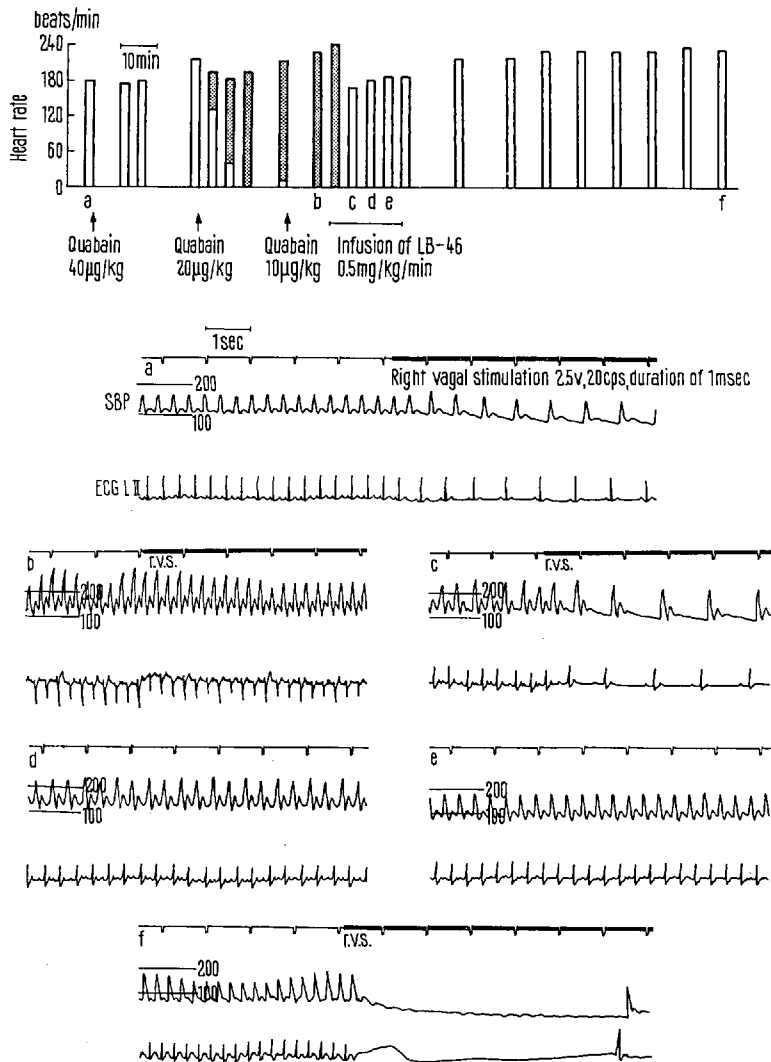 beats/min
240
10min
180
120
60
0
Heart rate
a b c d e f
Quabain
40μg/kg
Quabain
20μg/kg
Quabain
10μg/kg
Infusion of LB-46
0.5mg/kg/min
1sec
a
Right vagal stimulation 2.5v,20cps,duration of 1msec
SBP
200
100
ECG L II
b
r.v.s.
200
100
c
r.v.s.
200
100
d
200
100
e
200
100
f
r.v.s.
200
100